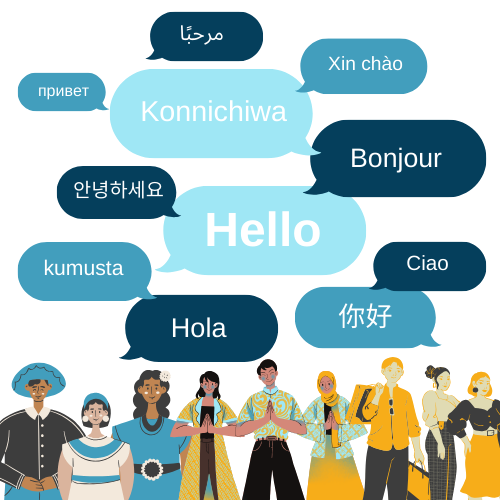 مرحبًا
Xin chào
привет
Konnichiwa
Bonjour
안녕하세요
Hello
kumusta
Ciao
Hola
你好